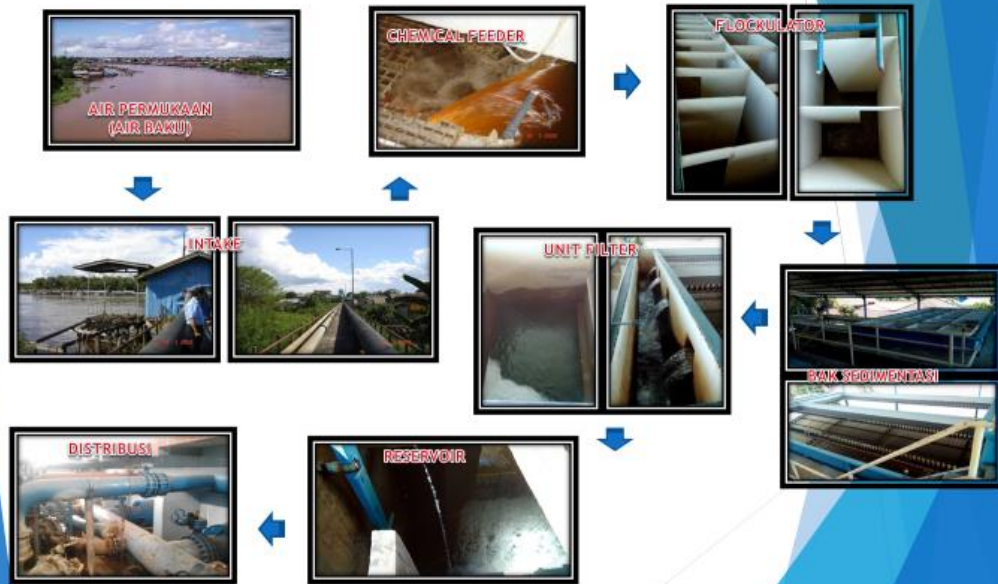 AIR PERMUKAAN
(AIR BAKU)
INTAKE
CHEMICAL FEEDER
FLOCKULATOR
BAK SEDIMENTASI
UNIT FILTER
RESERVOIR
DISTRIBUSI